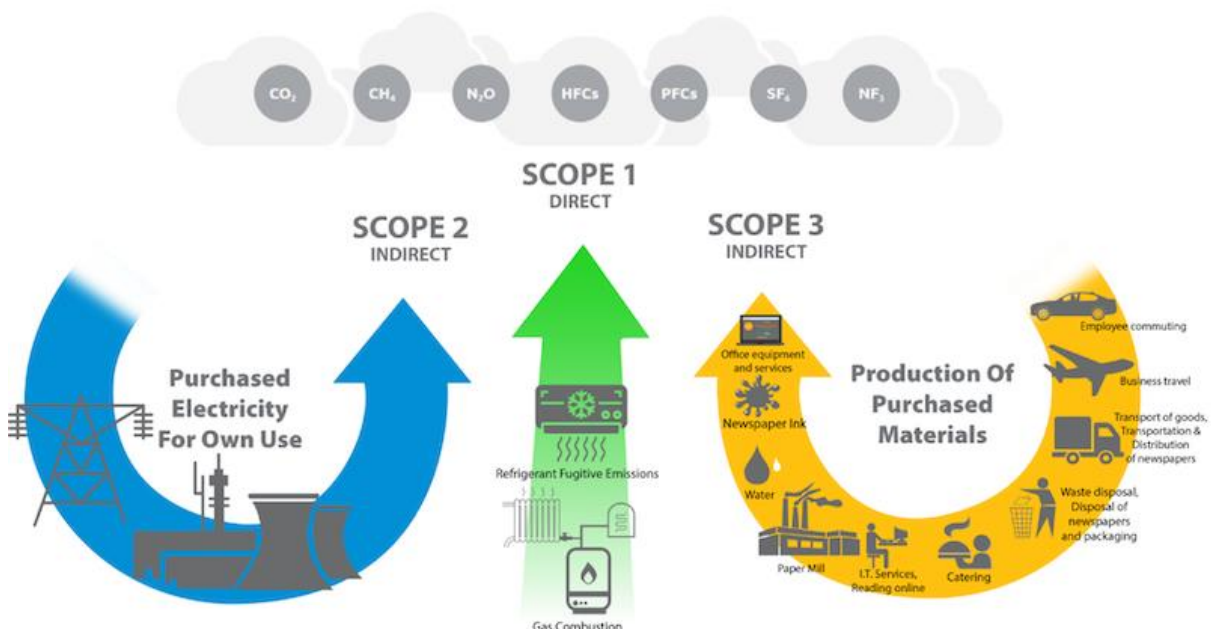 CO₂ CH₄ N₂O HFCs PFCs SF₆ NF₃
SCOPE 1
DIRECT
SCOPE 2
INDIRECT
SCOPE 3
INDIRECT
Purchased
Electricity
For Own Use
Refrigerant Fugitive Emissions
Gas Combustion
Office equipment
and services
Newspaper Ink
Water
Paper Mill
I.T. Services,
Reading online
Catering
Production Of
Purchased
Materials
Employee commuting
Business travel
Transport of goods,
Transportation &
Distribution
of newspapers
Waste disposal,
Disposal of
newspapers
and packaging